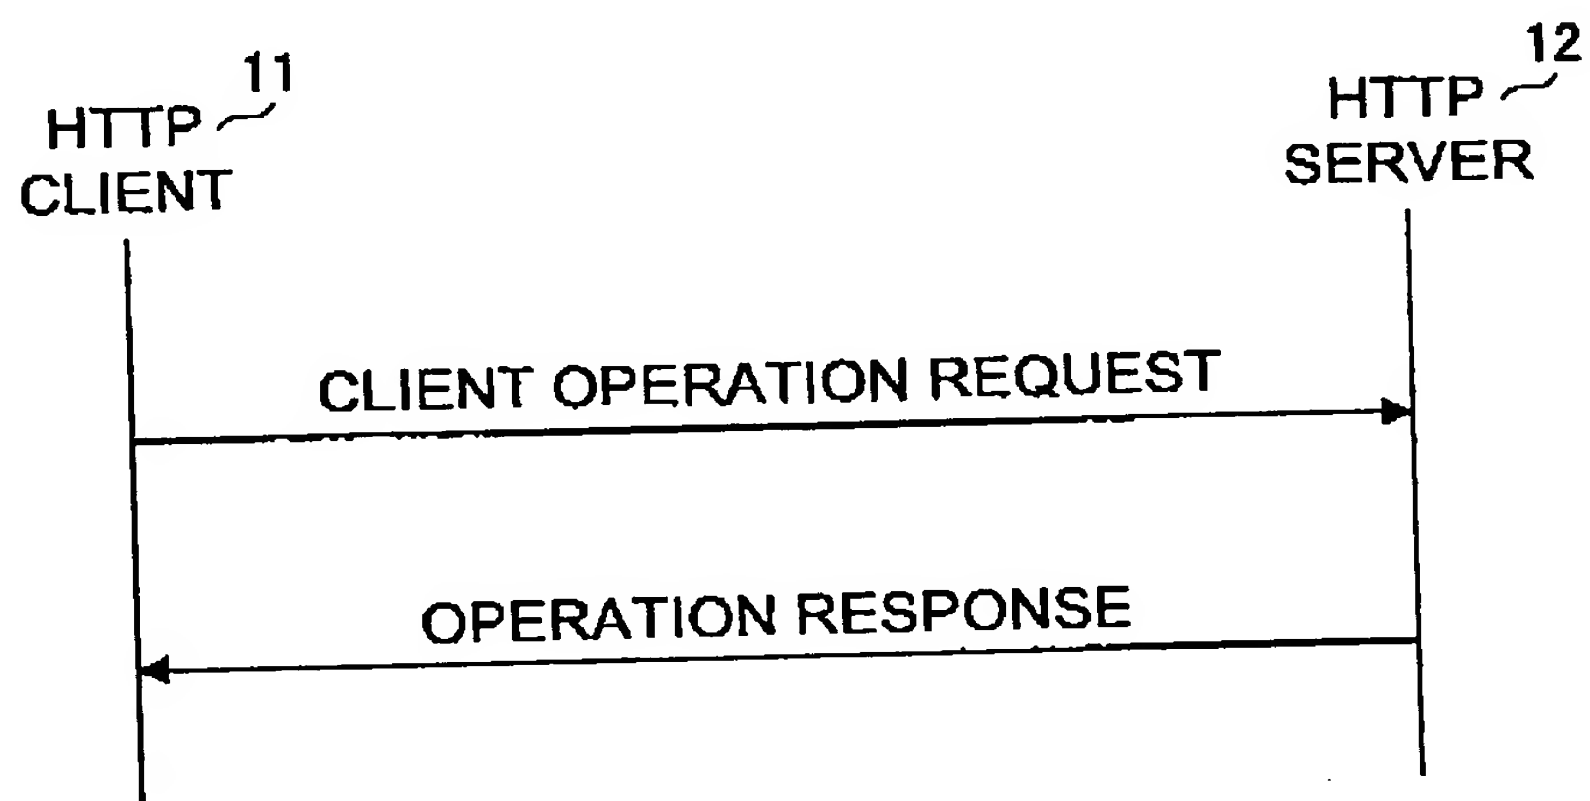 11
HTTP
CLIENT
12
HTTP
SERVER
CLIENT OPERATION REQUEST
OPERATION RESPONSE